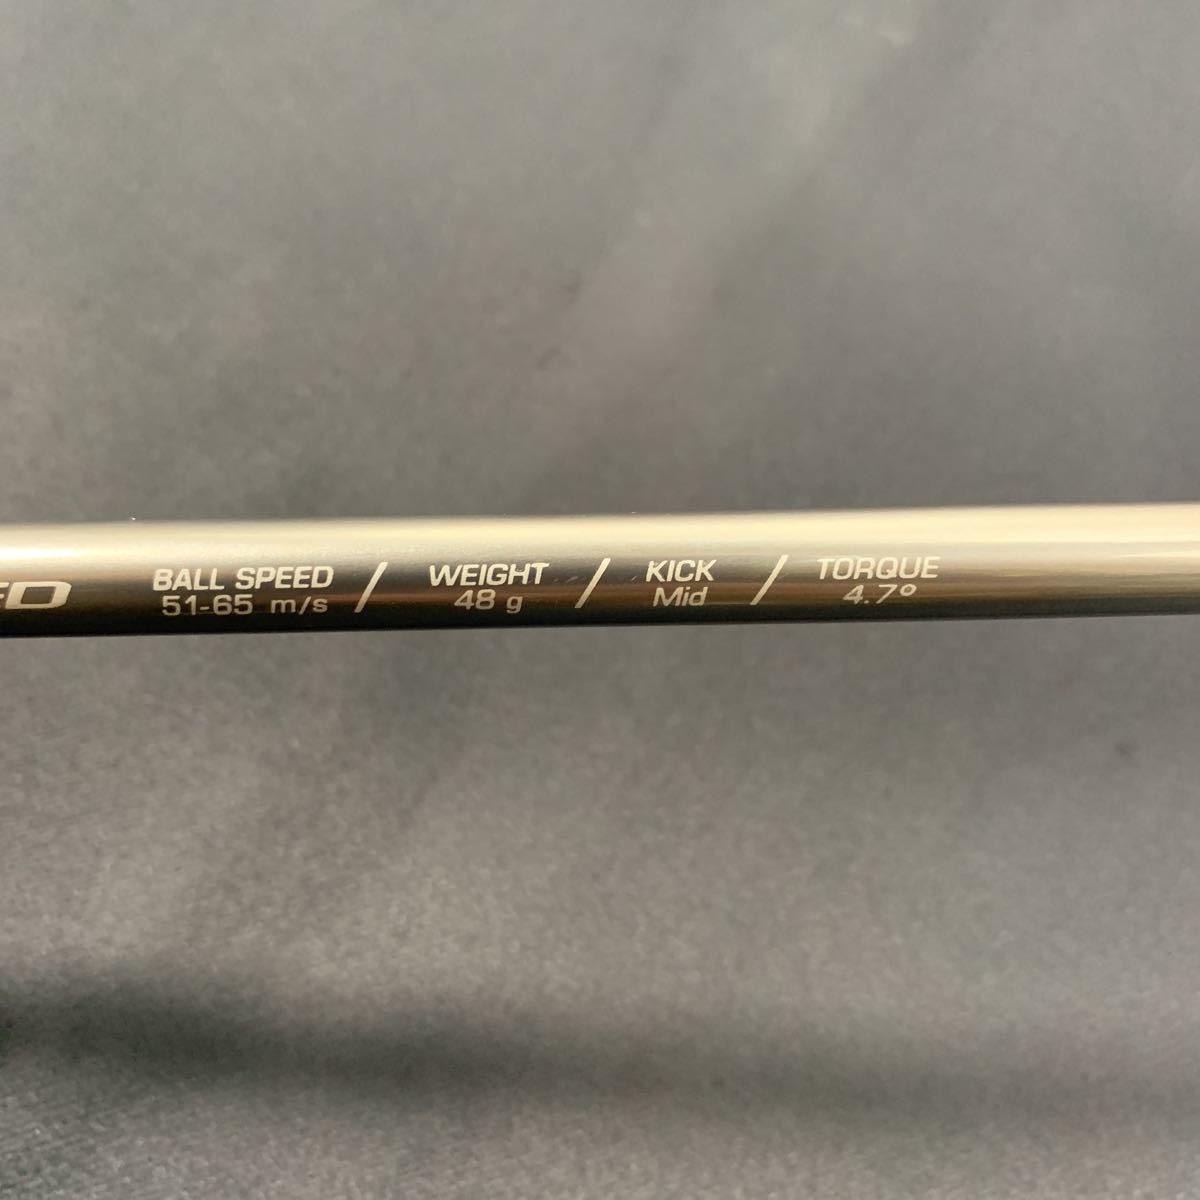 BALL SPEED / WEIGHT / KICK / TORQUE
51-65 m/s 48 g Mid 4.7°